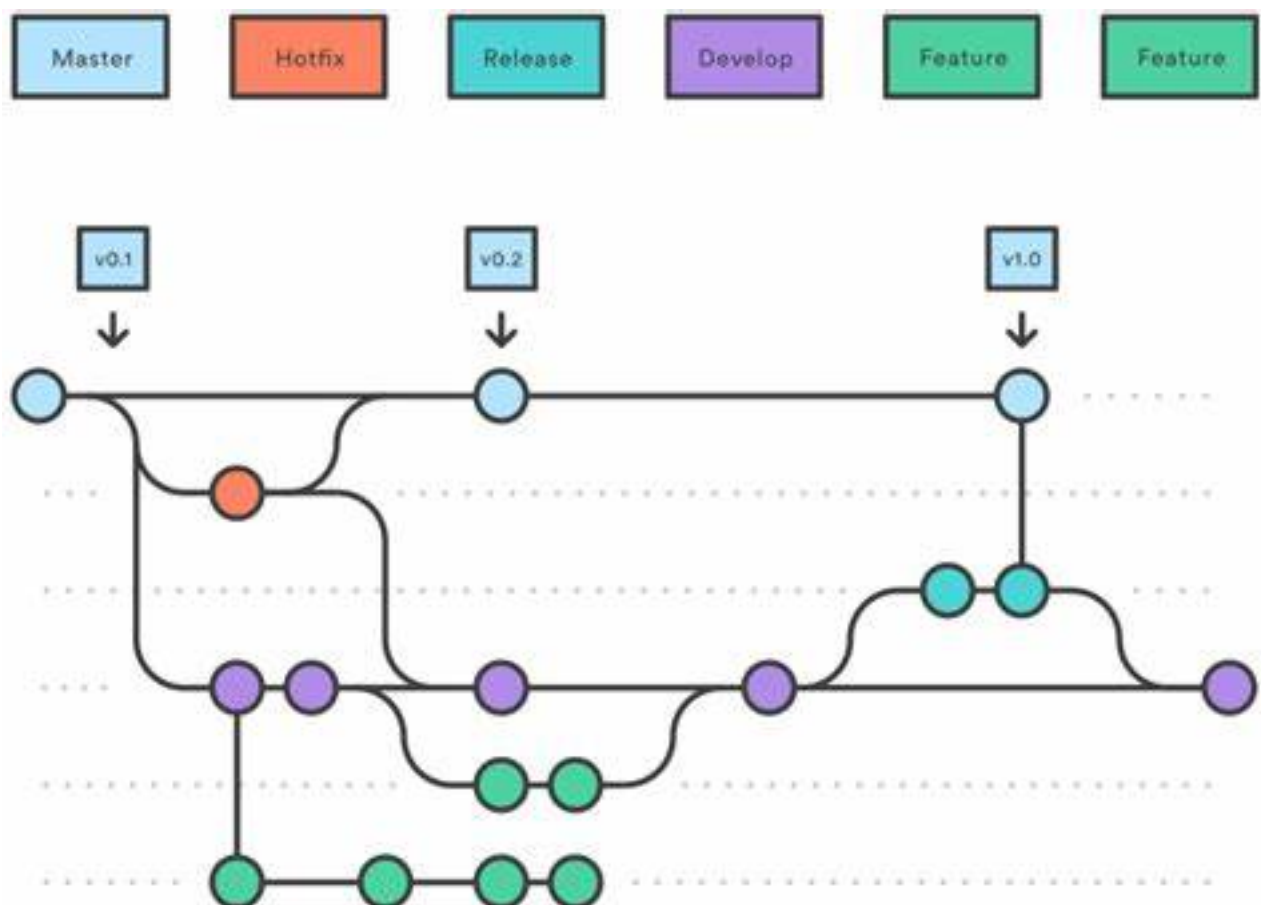 Master
Hotfix
Release
Develop
Feature
Feature
v0.1
v0.2
v1.0